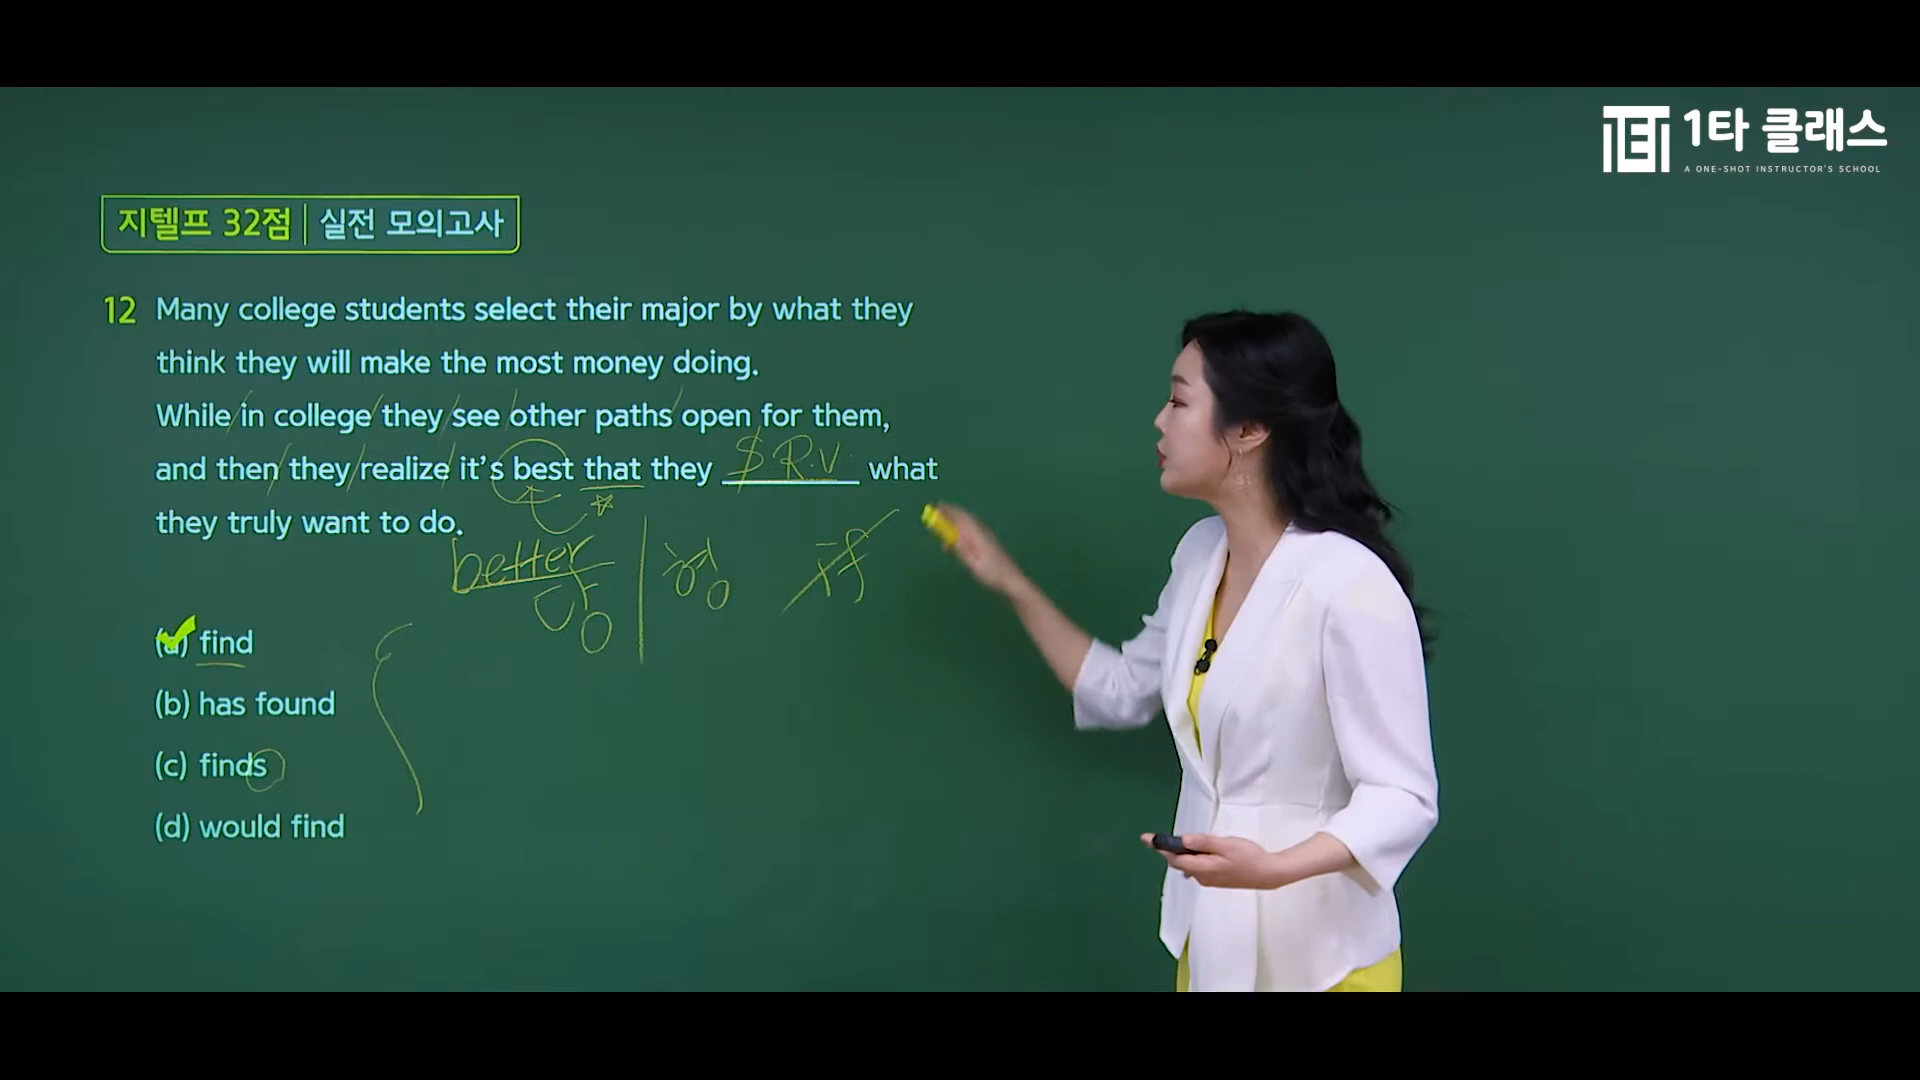 1타 클래스
A ONE-SHOT INSTRUCTOR'S SCHOOL
지텔프 32점 | 실전 모의고사
12 Many college students select their major by what they
think they will make the most money doing.
While in college they see other paths open for them,
and then they realize it's best that they ______ what
S R.V.
they truly want to do.
better
당
형
if
(a) find
(b) has found
(c) finds
(d) would find